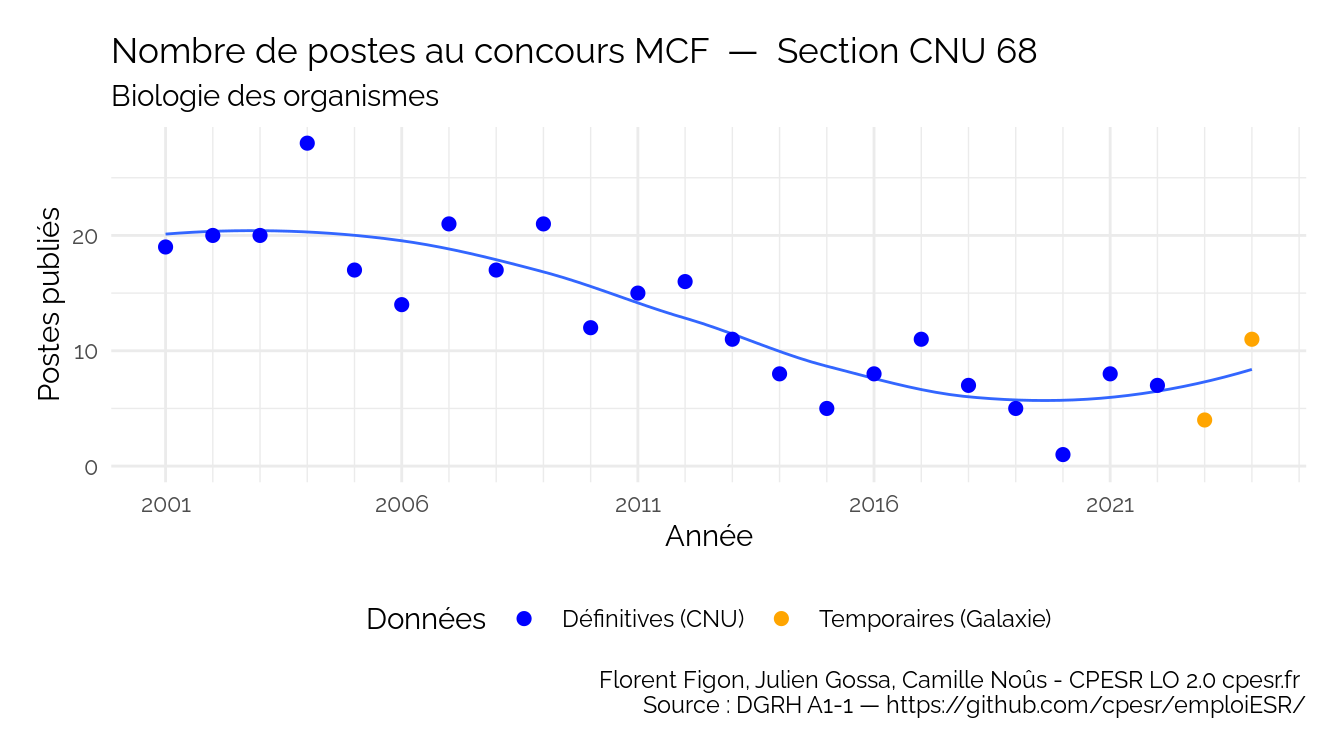 Nombre de postes au concours MCF — Section CNU 68
Biologie des organismes
Postes publiés
20
10
0
2001 2006 2011 2016 2021
Année
Données Définitives (CNU) Temporaires (Galaxie)
Florent Figon, Julien Gossa, Camille Noûs - CPESR LO 2.0 cpesr.fr
Source : DGRH A1-1 — https://github.com/cpesr/emploiESR/